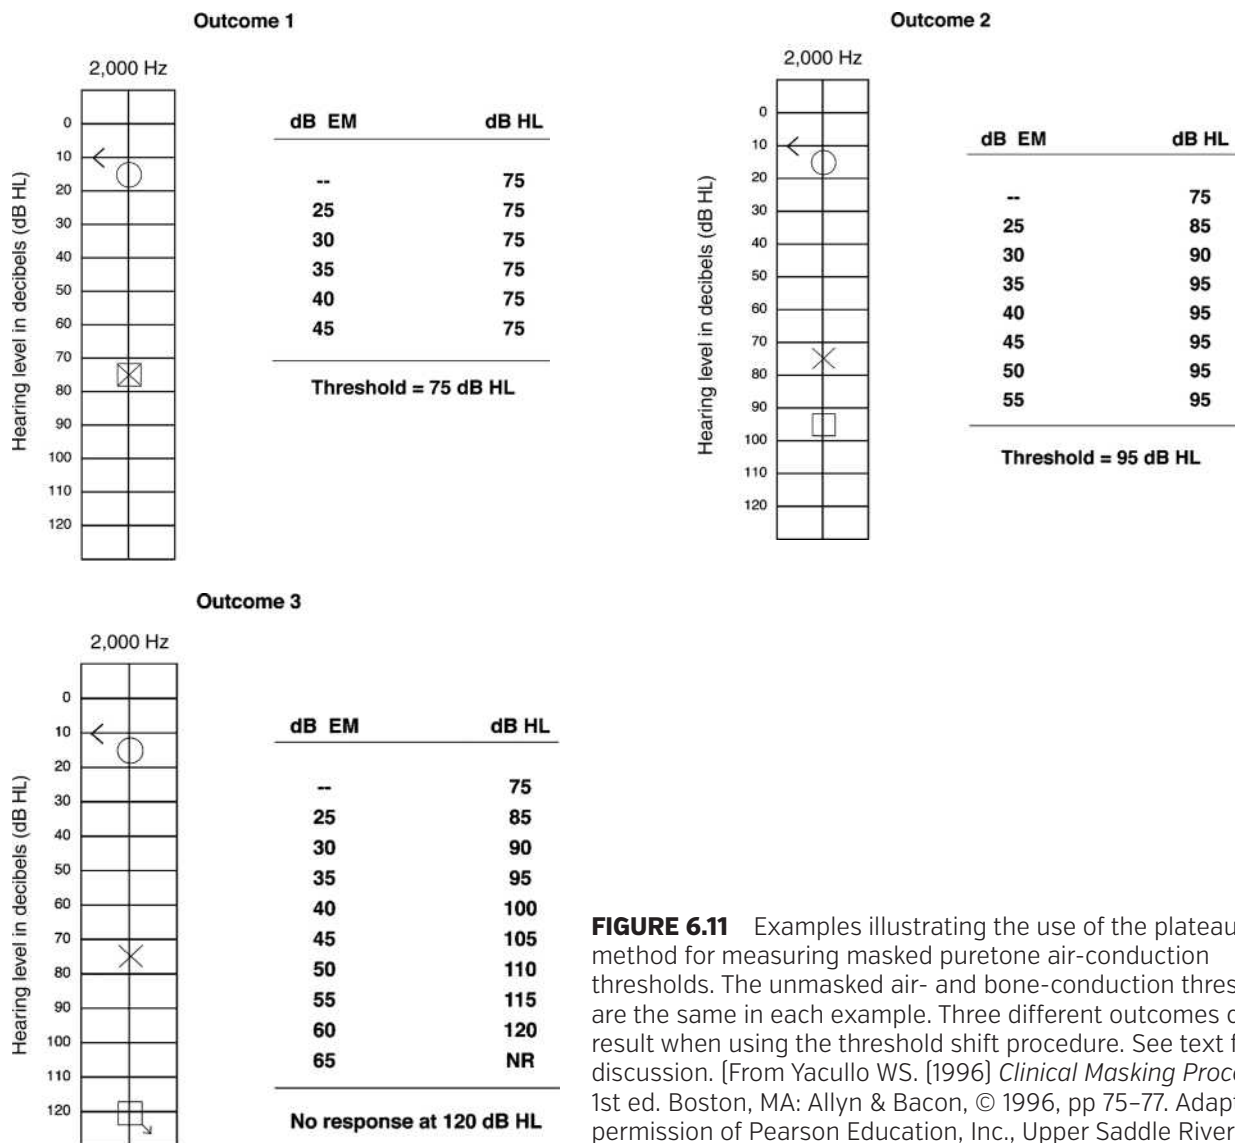 Outcome 1
2,000 Hz
Hearing level in decibels (dB HL)
0
10
20
30
40
50
60
70
80
90
100
110
120
dB EM dB HL
-- 75
25 75
30 75
35 75
40 75
45 75
Threshold = 75 dB HL
Outcome 2
2,000 Hz
Hearing level in decibels (dB HL)
0
10
20
30
40
50
60
70
80
90
100
110
120
dB EM dB HL
-- 75
25 85
30 90
35 95
40 95
45 95
50 95
55 95
Threshold = 95 dB HL
Outcome 3
2,000 Hz
Hearing level in decibels (dB HL)
0
10
20
30
40
50
60
70
80
90
100
110
120
dB EM dB HL
-- 75
25 85
30 90
35 95
40 100
45 105
50 110
55 115
60 120
65 NR
No response at 120 dB HL
FIGURE 6.11 Examples illustrating the use of the plateau
method for measuring masked puretone air-conduction
thresholds. The unmasked air- and bone-conduction thres
are the same in each example. Three different outcomes
result when using the threshold shift procedure. See text
discussion. [From Yacullo WS. (1996) Clinical Masking Proce
1st ed. Boston, MA: Allyn & Bacon, © 1996, pp 75–77. Adapt
permission of Pearson Education, Inc., Upper Saddle River